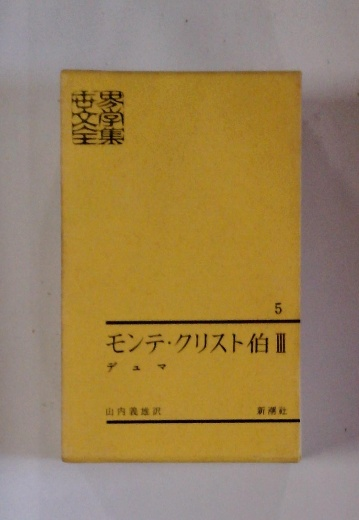 世界
文学
全集
5
モンテ・クリスト伯 III
デュマ
山内義雄訳
新潮社